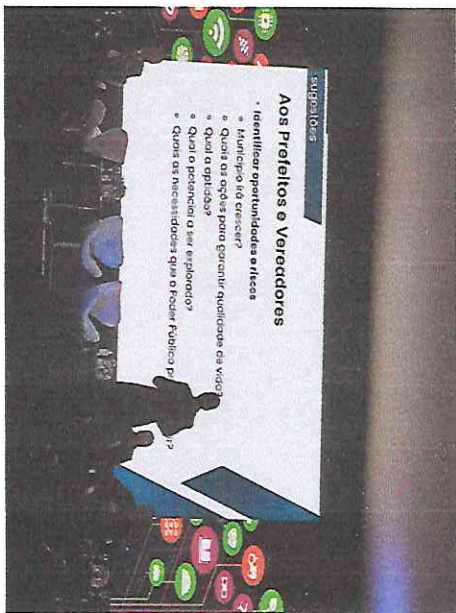 sugestões
Aos Prefeitos e Vereadores
• Identificar oportunidades e riscos
• Município irá crescer?
• Quais as ações para garantir qualidade de vida?
• Qual a aptidão?
• Qual o potencial a ser explorado?
• Quais as necessidades que o Poder Público